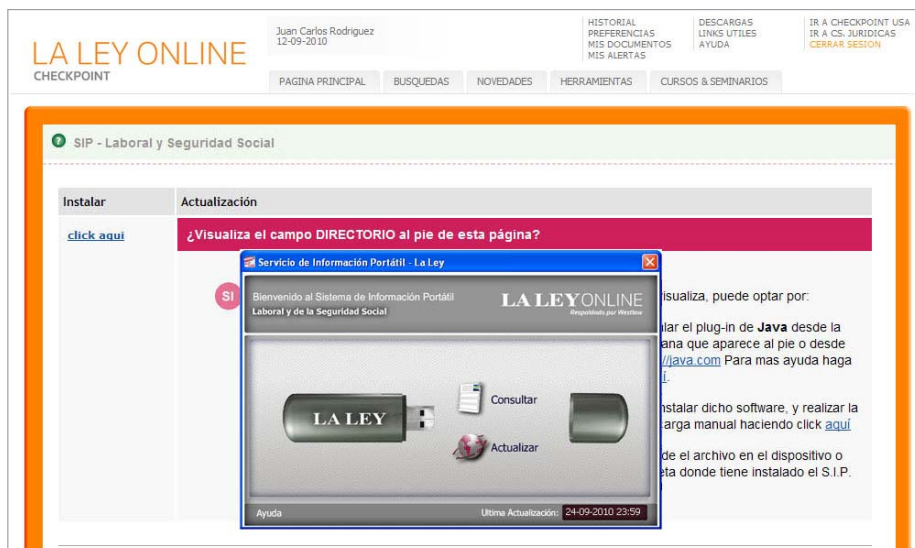 LA LEY ONLINE
CHECKPOINT
Juan Carlos Rodriguez
12-09-2010
HISTORIAL
PREFERENCIAS
MIS DOCUMENTOS
MIS ALERTAS
DESCARGAS
LINKS UTILES
AYUDA
IR A CHECKPOINT USA
IR A CS. JURIDICAS
CERRAR SESION
PAGINA PRINCIPAL
BUSQUEDAS
NOVEDADES
HERRAMIENTAS
CURSOS & SEMINARIOS
SIP - Laboral y Seguridad Social
Instalar
Actualización
click aquí
¿Visualiza el campo DIRECTORIO al pie de esta página?
SI
Servicio de Información Portátil - La Ley
Bienvenido al Sistema de Información Portátil
Laboral y de la Seguridad Social
LA LEY ONLINE
Respaldado por Westlaw
LA LEY
Consultar
Actualizar
Ayuda
Ultima Actualización: 24-09-2010 23:59
visualiza, puede optar por:
lar el plug-in de Java desde la
ana que aparece al pie o desde
//java.com Para mas ayuda haga
í.
nstalar dicho software, y realizar la
carga manual haciendo click aquí
de el archivo en el dispositivo o
eta donde tiene instalado el S.I.P.